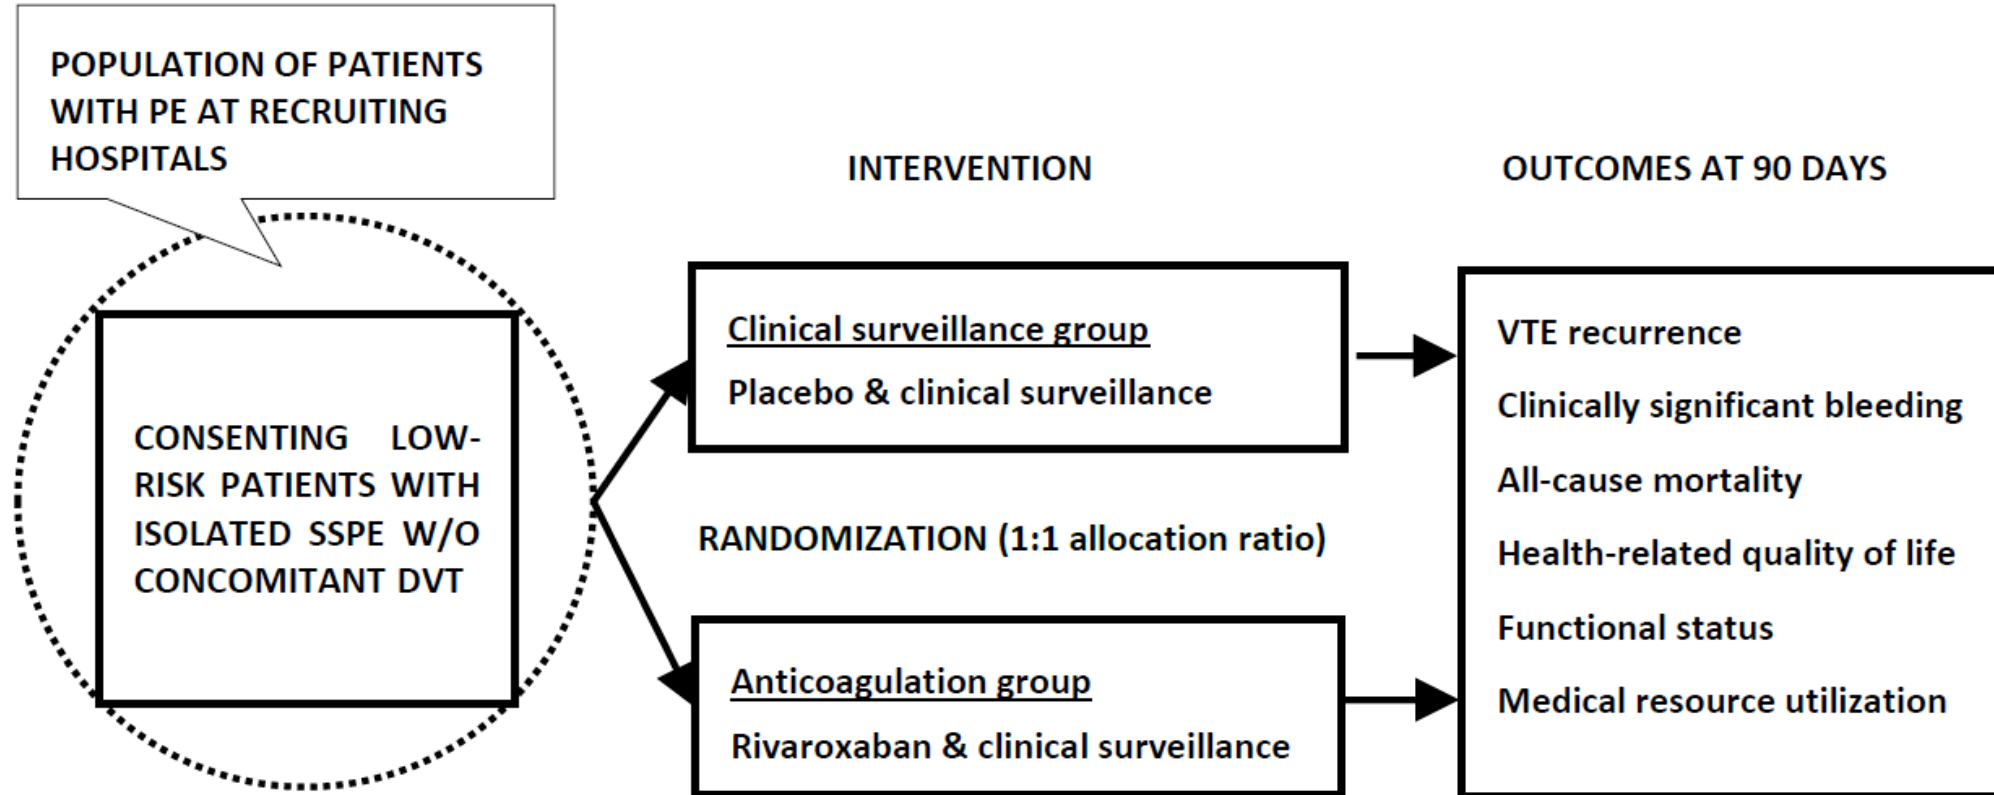 POPULATION OF PATIENTS
WITH PE AT RECRUITING
HOSPITALS
CONSENTING LOW-
RISK PATIENTS WITH
ISOLATED SSPE W/O
CONCOMITANT DVT
INTERVENTION
Clinical surveillance group
Placebo & clinical surveillance
RANDOMIZATION (1:1 allocation ratio)
Anticoagulation group
Rivaroxaban & clinical surveillance
OUTCOMES AT 90 DAYS
VTE recurrence
Clinically significant bleeding
All-cause mortality
Health-related quality of life
Functional status
Medical resource utilization